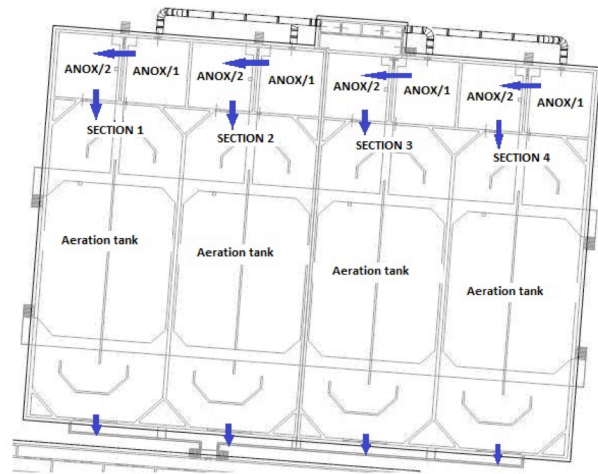 ANOX/2
ANOX/1
ANOX/2
ANOX/1
ANOX/2
ANOX/1
ANOX/2
ANOX/1
SECTION 1
SECTION 2
SECTION 3
SECTION 4
Aeration tank
Aeration tank
Aeration tank
Aeration tank